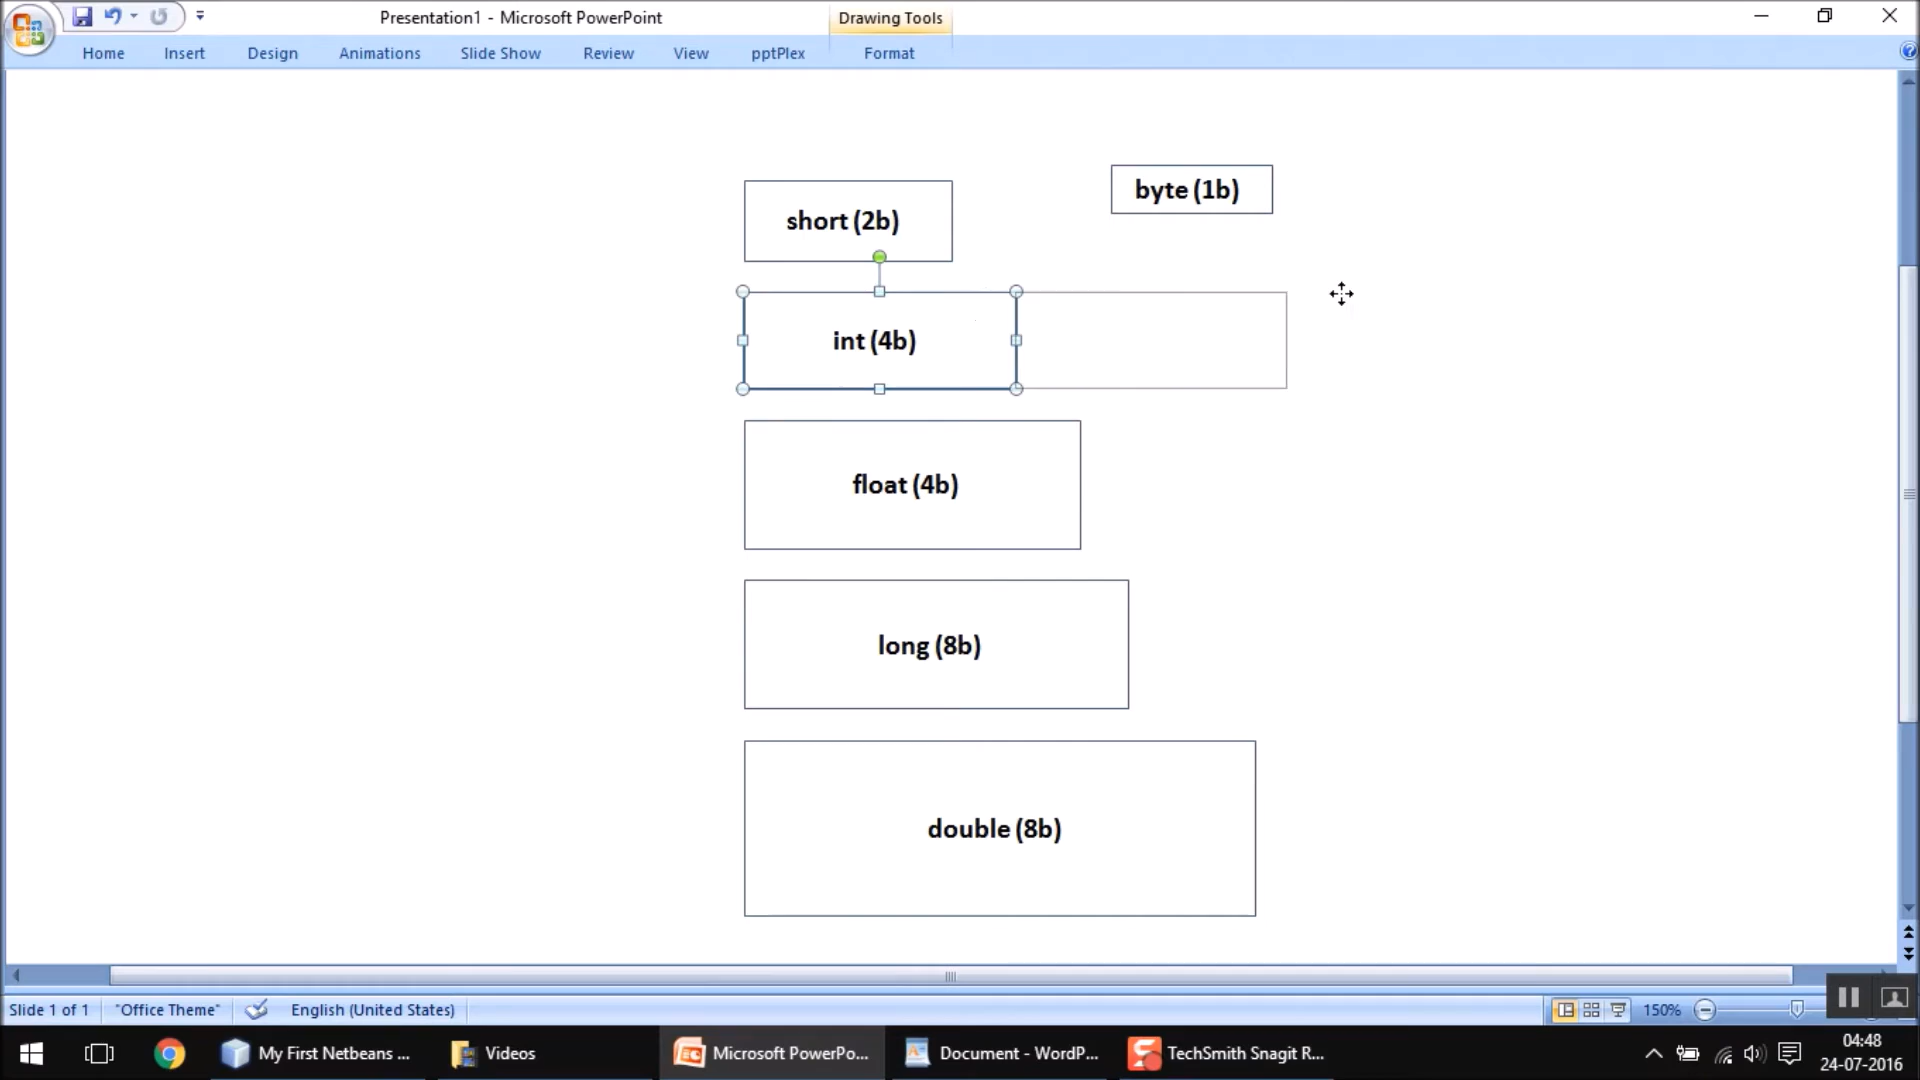 Presentation1 - Microsoft PowerPoint
Drawing Tools
Home Insert Design Animations Slide Show Review View pptPlex Format
byte (1b)
short (2b)
int (4b)
float (4b)
long (8b)
double (8b)
Slide 1 of 1 "Office Theme" English (United States) 150%
My First Netbeans ... Videos Microsoft PowerPo... Document - WordP... TechSmith Snagit R...
04:48
24-07-2016